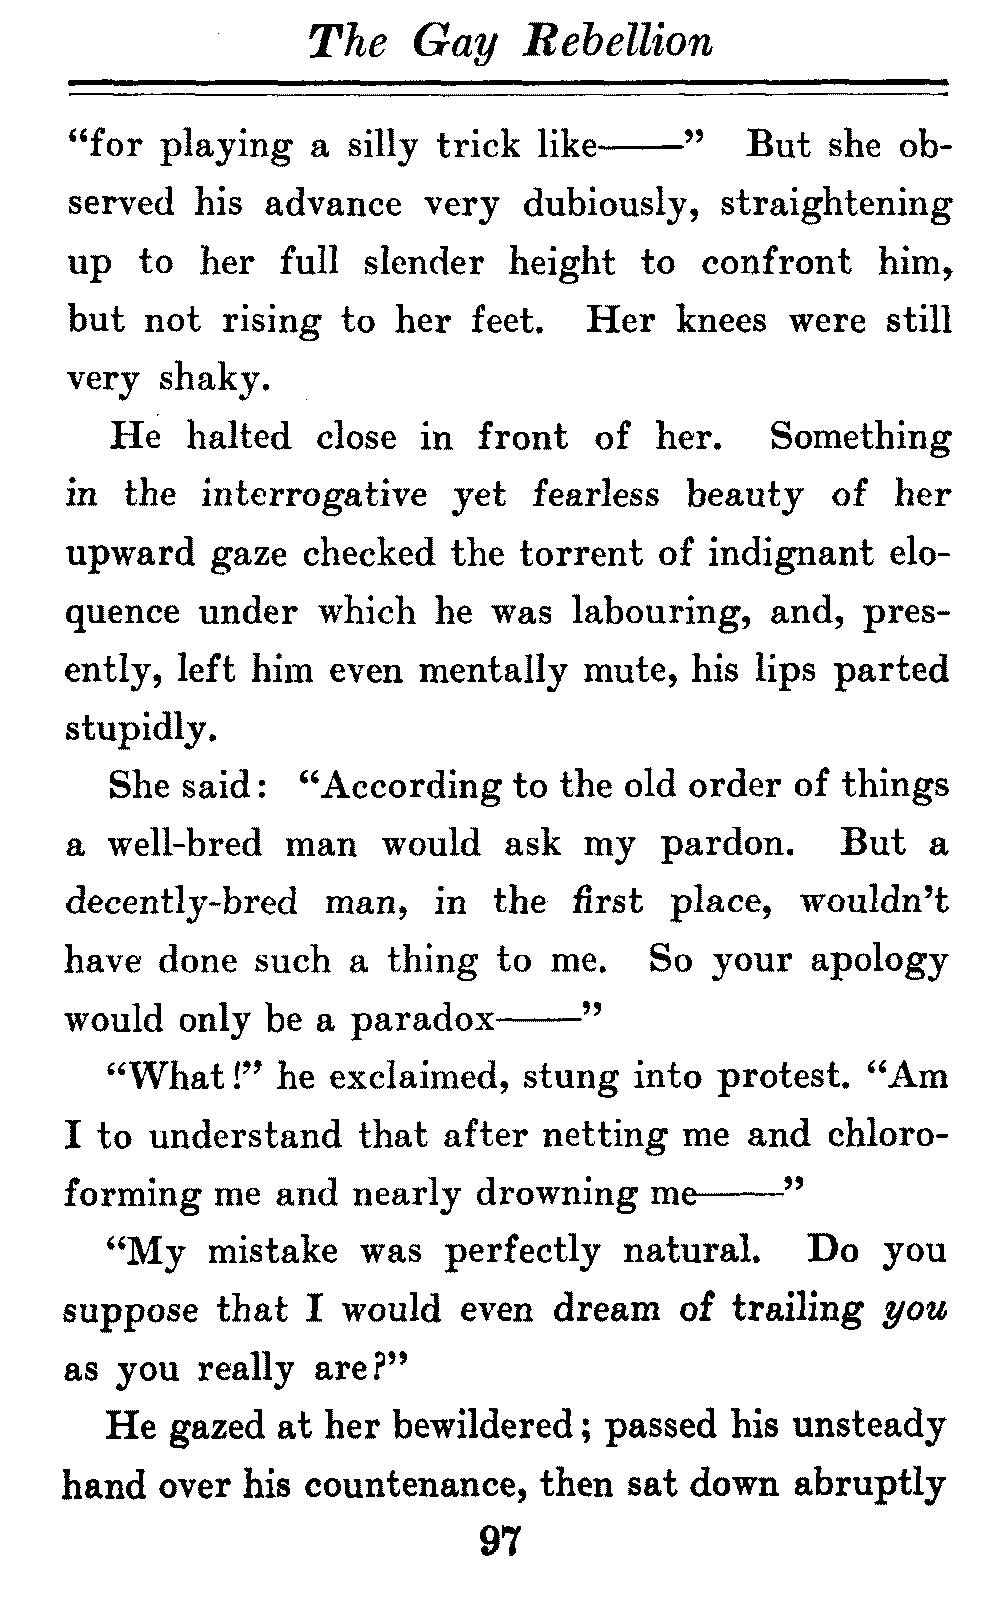 The Gay Rebellion
“for playing a silly trick like——” But she ob-
served his advance very dubiously, straightening
up to her full slender height to confront him,
but not rising to her feet. Her knees were still
very shaky.
He halted close in front of her. Something
in the interrogative yet fearless beauty of her
upward gaze checked the torrent of indignant elo-
quence under which he was labouring, and, pres-
ently, left him even mentally mute, his lips parted
stupidly.
She said: “According to the old order of things
a well-bred man would ask my pardon. But a
decently-bred man, in the first place, wouldn’t
have done such a thing to me. So your apology
would only be a paradox——”
“What!” he exclaimed, stung into protest. “Am
I to understand that after netting me and chloro-
forming me and nearly drowning me——”
“My mistake was perfectly natural. Do you
suppose that I would even dream of trailing you
as you really are?”
He gazed at her bewildered; passed his unsteady
hand over his countenance, then sat down abruptly
97